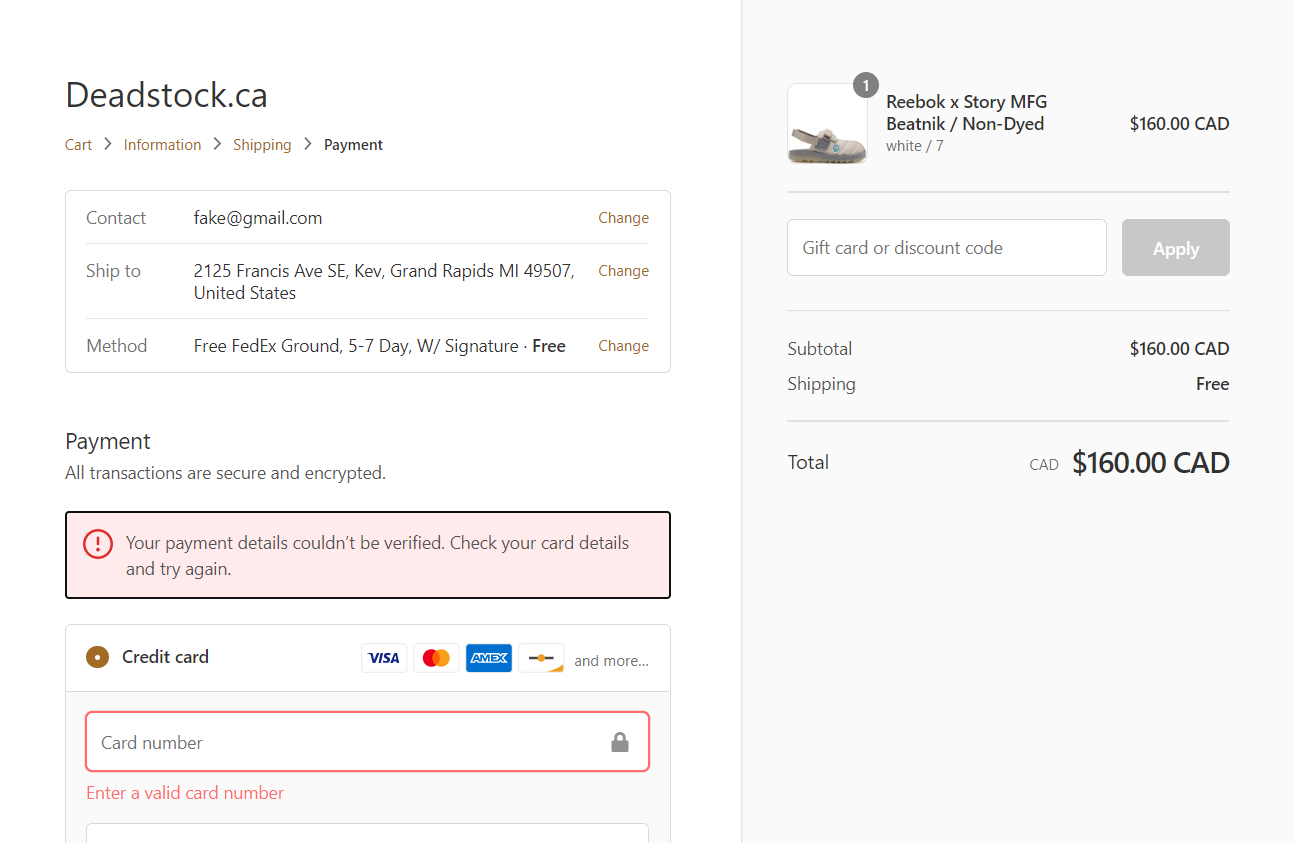 Deadstock.ca
Cart > Information > Shipping > Payment
Contact fake@gmail.com Change
Ship to 2125 Francis Ave SE, Kev, Grand Rapids MI 49507, Change
United States
Method Free FedEx Ground, 5-7 Day, W/ Signature · Free Change
Payment
All transactions are secure and encrypted.
Your payment details couldn’t be verified. Check your card details
and try again.
Credit card VISA AMEX and more...
Card number
Enter a valid card number
1
Reebok x Story MFG
Beatnik / Non-Dyed $160.00 CAD
white / 7
Gift card or discount code Apply
Subtotal $160.00 CAD
Shipping Free
Total CAD $160.00 CAD